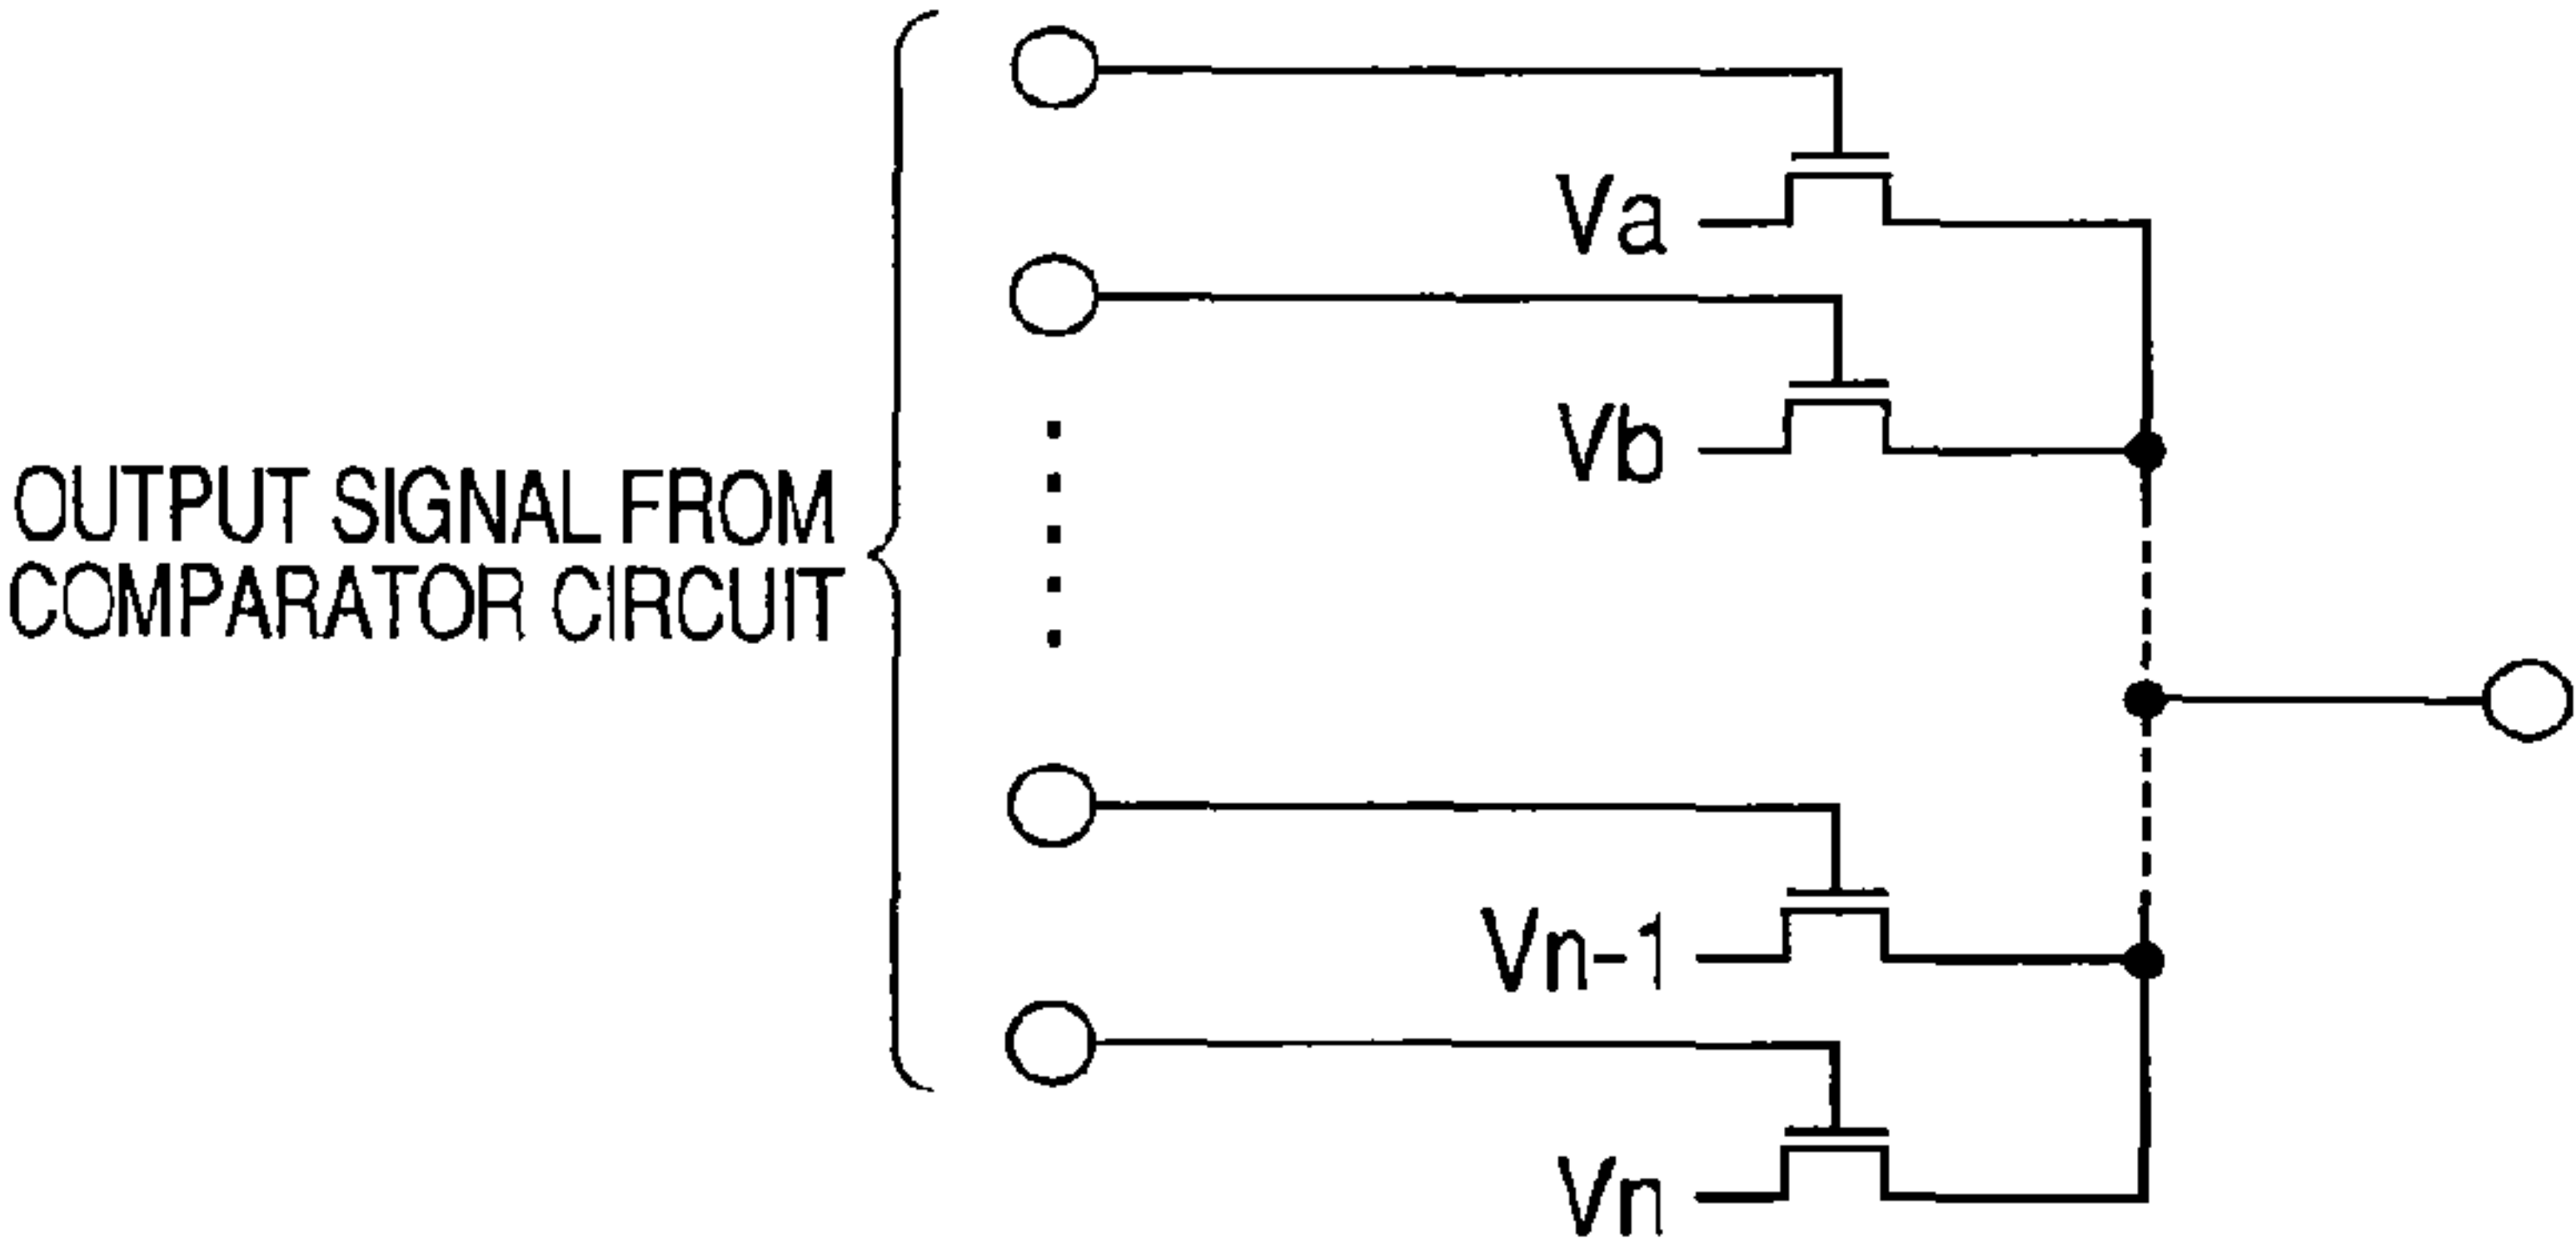 Va
Vb
OUTPUT SIGNAL FROM
COMPARATOR CIRCUIT
Vn-1
Vn